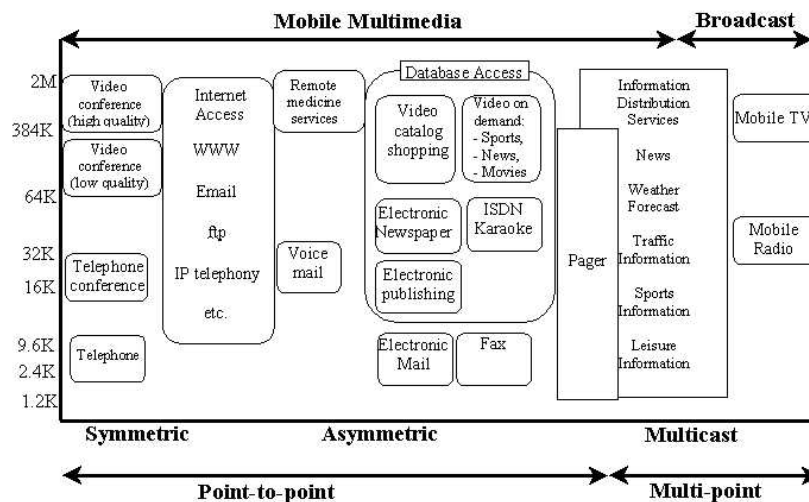 Mobile Multimedia
Broadcast
2M
384K
64K
32K
16K
9.6K
2.4K
1.2K
Video
conference
(high quality)
Video
conference
(low quality)
Telephone
conference
Telephone
Internet
Access
WWW
Email
ftp
IP telephony
etc.
Remote
medicine
services
Voice
mail
Database Access
Video
catalog
shopping
Video on
demand:
- Sports,
- News,
- Movies
Electronic
Newspaper
ISDN
Karaoke
Electronic
publishing
Electronic
Mail
Fax
Pager
Information
Distribution
Services
News
Weather
Forecast
Traffic
Information
Sports
Information
Leisure
Information
Mobile TV
Mobile
Radio
Symmetric
Asymmetric
Multicast
Point-to-point
Multi-point